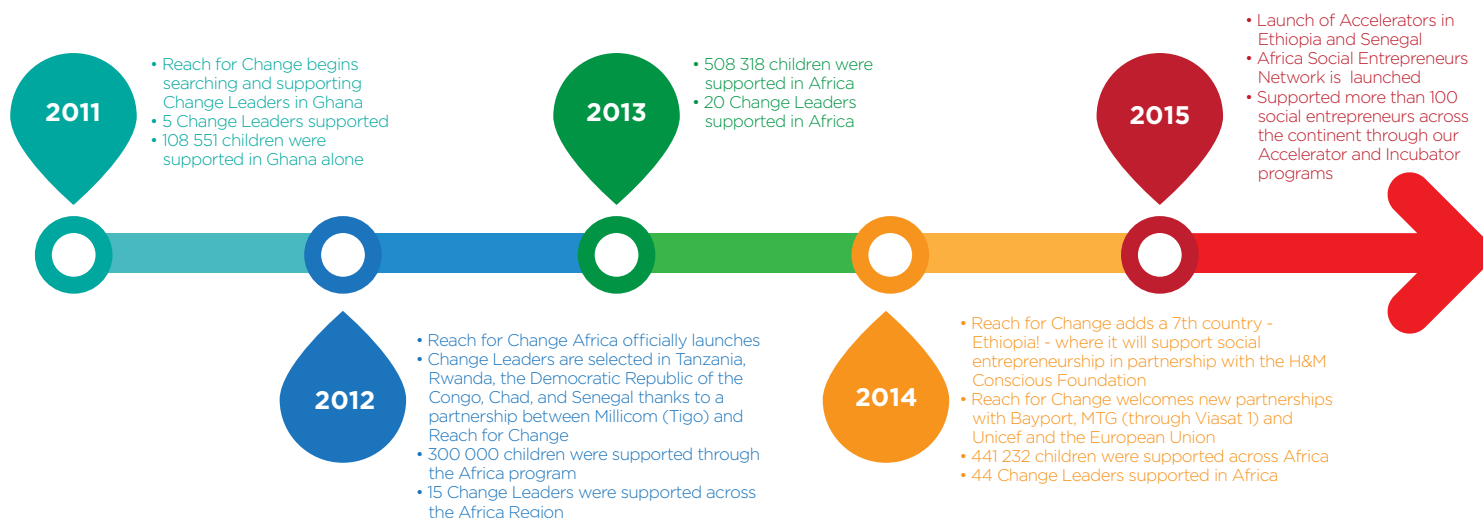 2011
• Reach for Change begins
searching and supporting
Change Leaders in Ghana
• 5 Change Leaders supported
• 108 551 children were
supported in Ghana alone
2012
• Reach for Change Africa officially launches
• Change Leaders are selected in Tanzania,
Rwanda, the Democratic Republic of the
Congo, Chad, and Senegal thanks to a
partnership between Millicom (Tigo) and
Reach for Change
• 300 000 children were supported through
the Africa program
• 15 Change Leaders were supported across
the Africa Region
2013
• 508 318 children were
supported in Africa
• 20 Change Leaders
supported in Africa
2014
• Reach for Change adds a 7th country -
Ethiopia! - where it will support social
entrepreneurship in partnership with the H&M
Conscious Foundation
• Reach for Change welcomes new partnerships
with Bayport, MTG (through Viasat 1) and
Unicef and the European Union
• 441 232 children were supported across Africa
• 44 Change Leaders supported in Africa
2015
• Launch of Accelerators in
Ethiopia and Senegal
• Africa Social Entrepreneurs
Network is launched
• Supported more than 100
social entrepreneurs across
the continent through our
Accelerator and Incubator
programs